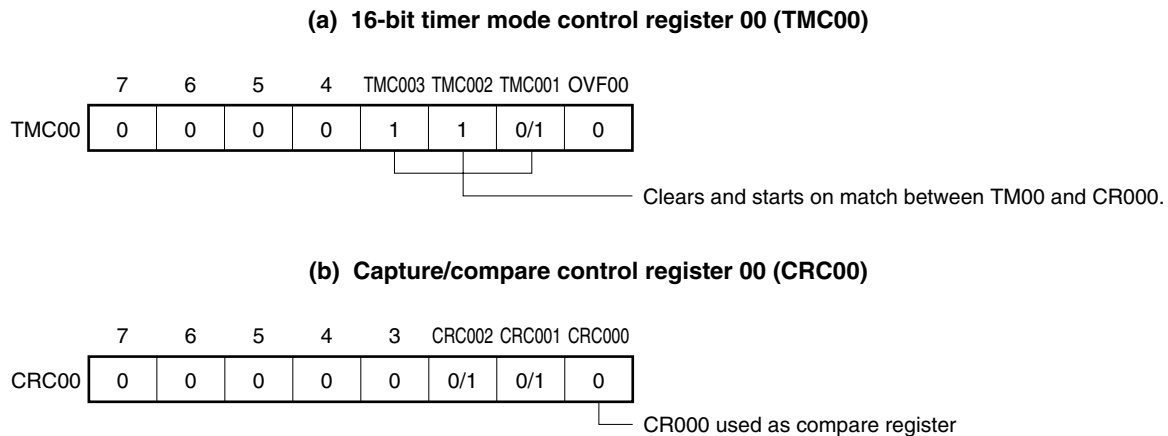 (a) 16-bit timer mode control register 00 (TMC00)
7 6 5 4 TMC003 TMC002 TMC001 OVF00
TMC00 0 0 0 0 1 1 0/1 0
Clears and starts on match between TM00 and CR000.
(b) Capture/compare control register 00 (CRC00)
7 6 5 4 3 CRC002 CRC001 CRC000
CRC00 0 0 0 0 0 0/1 0/1 0
CR000 used as compare register